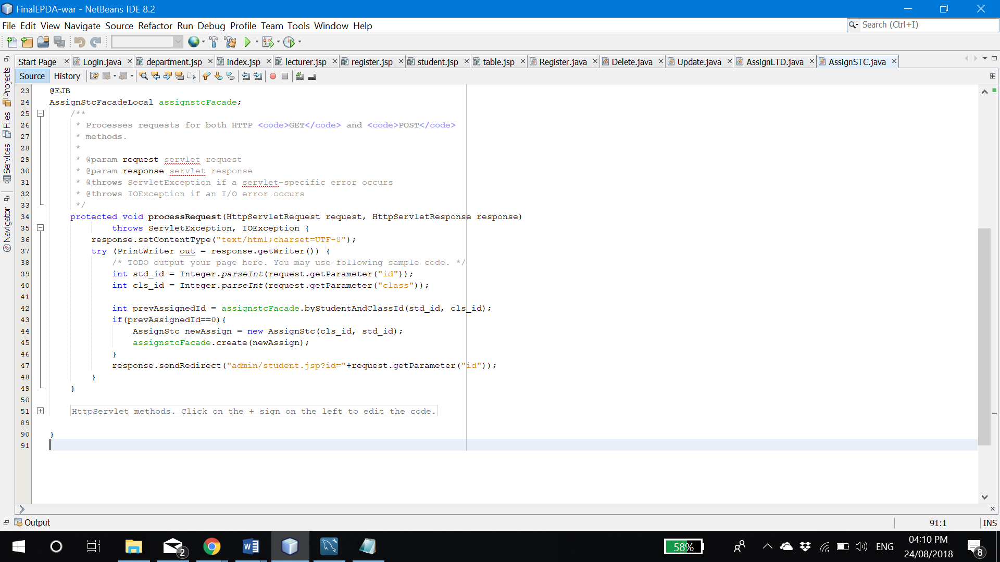 FinalEPDA-war - NetBeans IDE 8.2
File Edit View Navigate Source Refactor Run Debug Profile Team Tools Window Help
Search (Ctrl+I)
Start Page Login.java department.jsp index.jsp lecturer.jsp register.jsp student.jsp table.jsp Register.java Delete.java Update.java AssignLTD.java AssignSTC.java
Source History
Projects
Files
Services
Navigator
23 @EJB
24 AssignStcFacadeLocal assignstcFacade;
25 /**
26 * Processes requests for both HTTP <code>GET</code> and <code>POST</code>
27 * methods.
28 *
29 * @param request servlet request
30 * @param response servlet response
31 * @throws ServletException if a servlet-specific error occurs
32 * @throws IOException if an I/O error occurs
33 */
34 protected void processRequest(HttpServletRequest request, HttpServletResponse response)
35 throws ServletException, IOException {
36 response.setContentType("text/html;charset=UTF-8");
37 try (PrintWriter out = response.getWriter()) {
38 /* TODO output your page here. You may use following sample code. */
39 int std_id = Integer.parseInt(request.getParameter("id"));
40 int cls_id = Integer.parseInt(request.getParameter("class"));
41
42 int prevAssignedId = assignstcFacade.byStudentAndClassId(std_id, cls_id);
43 if(prevAssignedId==0){
44 AssignStc newAssign = new AssignStc(cls_id, std_id);
45 assignstcFacade.create(newAssign);
46 }
47 response.sendRedirect("admin/student.jsp?id="+request.getParameter("id"));
48 }
49 }
50
51 HttpServlet methods. Click on the + sign on the left to edit the code.
89
90 }
91
Output
91:1 INS
2
58%
ENG
04:10 PM
24/08/2018
8